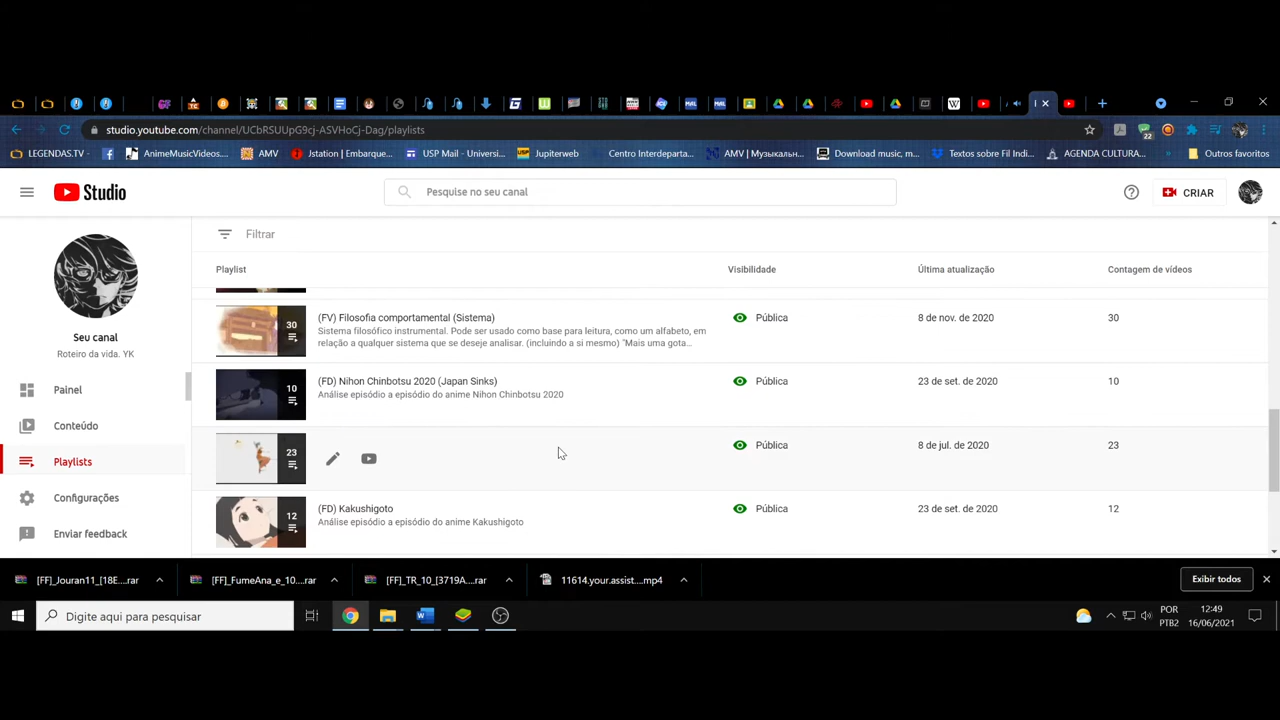 studio.youtube.com/channel/UCbRSUUpG9cj-ASVHoCj-Dag/playlists
22
LEGENDAS.TV -
AnimeMusicVideos....
AMV
Jstation | Embarque...
USP Mail - Universi...
Jupiterweb
Centro Interdeparta...
AMV | Музыкальн...
Download music, m...
Textos sobre Fil Indi...
AGENDA CULTURA...
»
Outros favoritos
Studio
Pesquise no seu canal
CRIAR
Filtrar
Playlist
Visibilidade
Última atualização
Contagem de vídeos
Seu canal
Roteiro da vida. YK
Painel
Conteúdo
Playlists
Configurações
Enviar feedback
30
(FV) Filosofia comportamental (Sistema)
Sistema filosófico instrumental. Pode ser usado como base para leitura, como um alfabeto, em
relação a qualquer sistema que se deseje analisar. (incluindo a si mesmo) "Mais uma gota...
Pública
8 de nov. de 2020
30
10
(FD) Nihon Chinbotsu 2020 (Japan Sinks)
Análise episódio a episódio do anime Nihon Chinbotsu 2020
Pública
23 de set. de 2020
10
23
Pública
8 de jul. de 2020
23
12
(FD) Kakushigoto
Análise episódio a episódio do anime Kakushigoto
Pública
23 de set. de 2020
12
[FF]_Jouran11_[18E....rar
[FF]_FumeAna_e_10....rar
[FF]_TR_10_[3719A....rar
11614.your.assist....mp4
Exibir todos
Digite aqui para pesquisar
POR
PTB2
12:49
16/06/2021